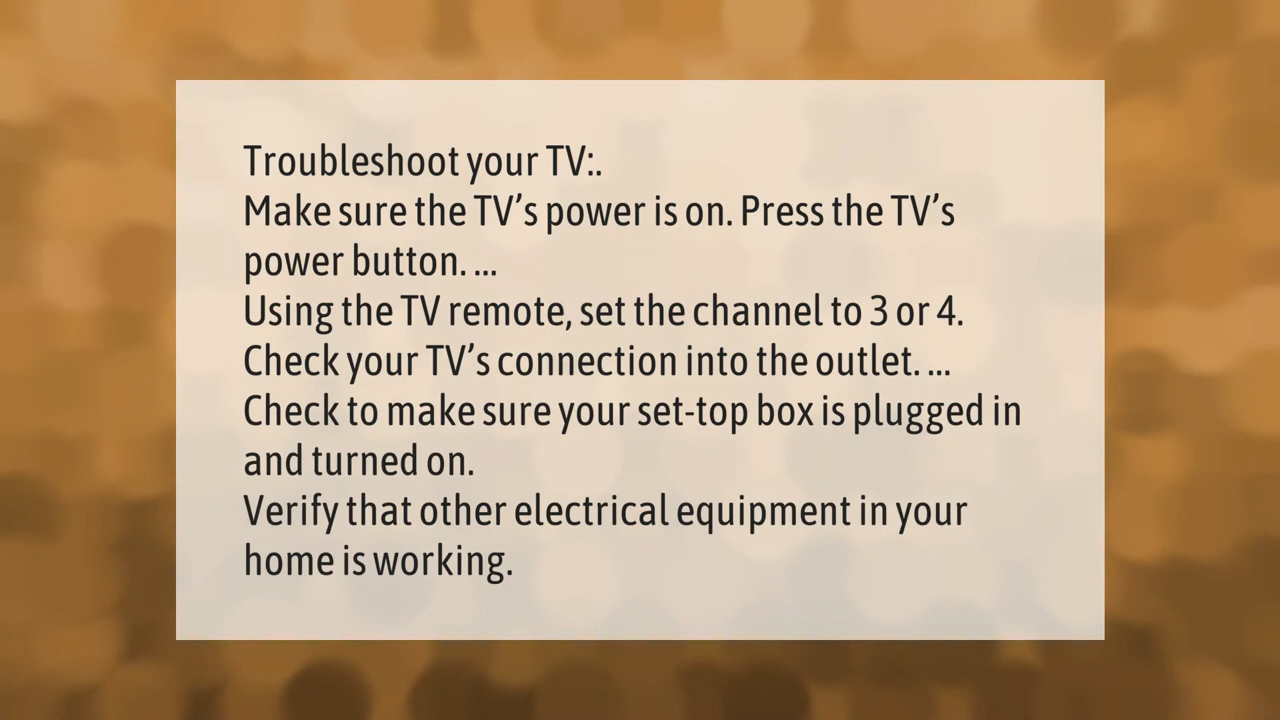 Troubleshoot your TV:.
Make sure the TV’s power is on. Press the TV’s
power button. ...
Using the TV remote, set the channel to 3 or 4.
Check your TV’s connection into the outlet. ...
Check to make sure your set-top box is plugged in
and turned on.
Verify that other electrical equipment in your
home is working.